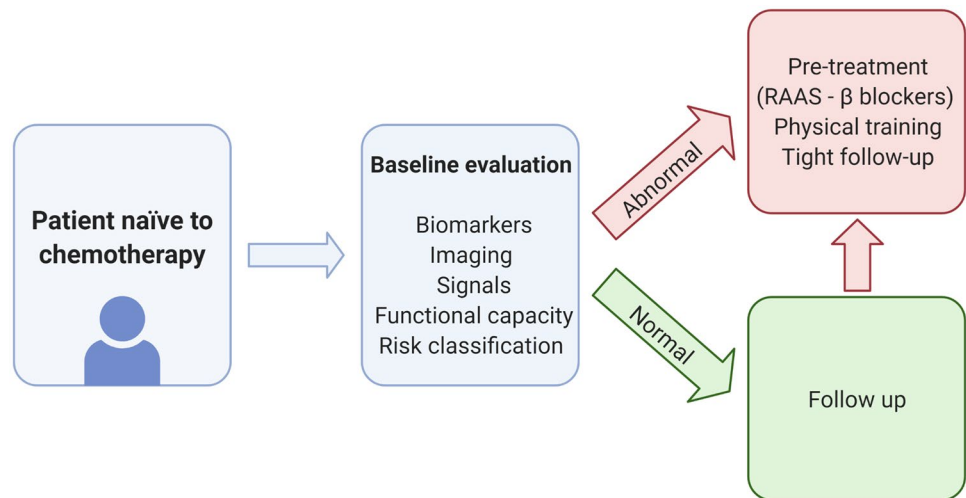 Patient naïve to
chemotherapy
Baseline evaluation
Biomarkers
Imaging
Signals
Functional capacity
Risk classification
Abnormal
Normal
Pre-treatment
(RAAS - β blockers)
Physical training
Tight follow-up
Follow up